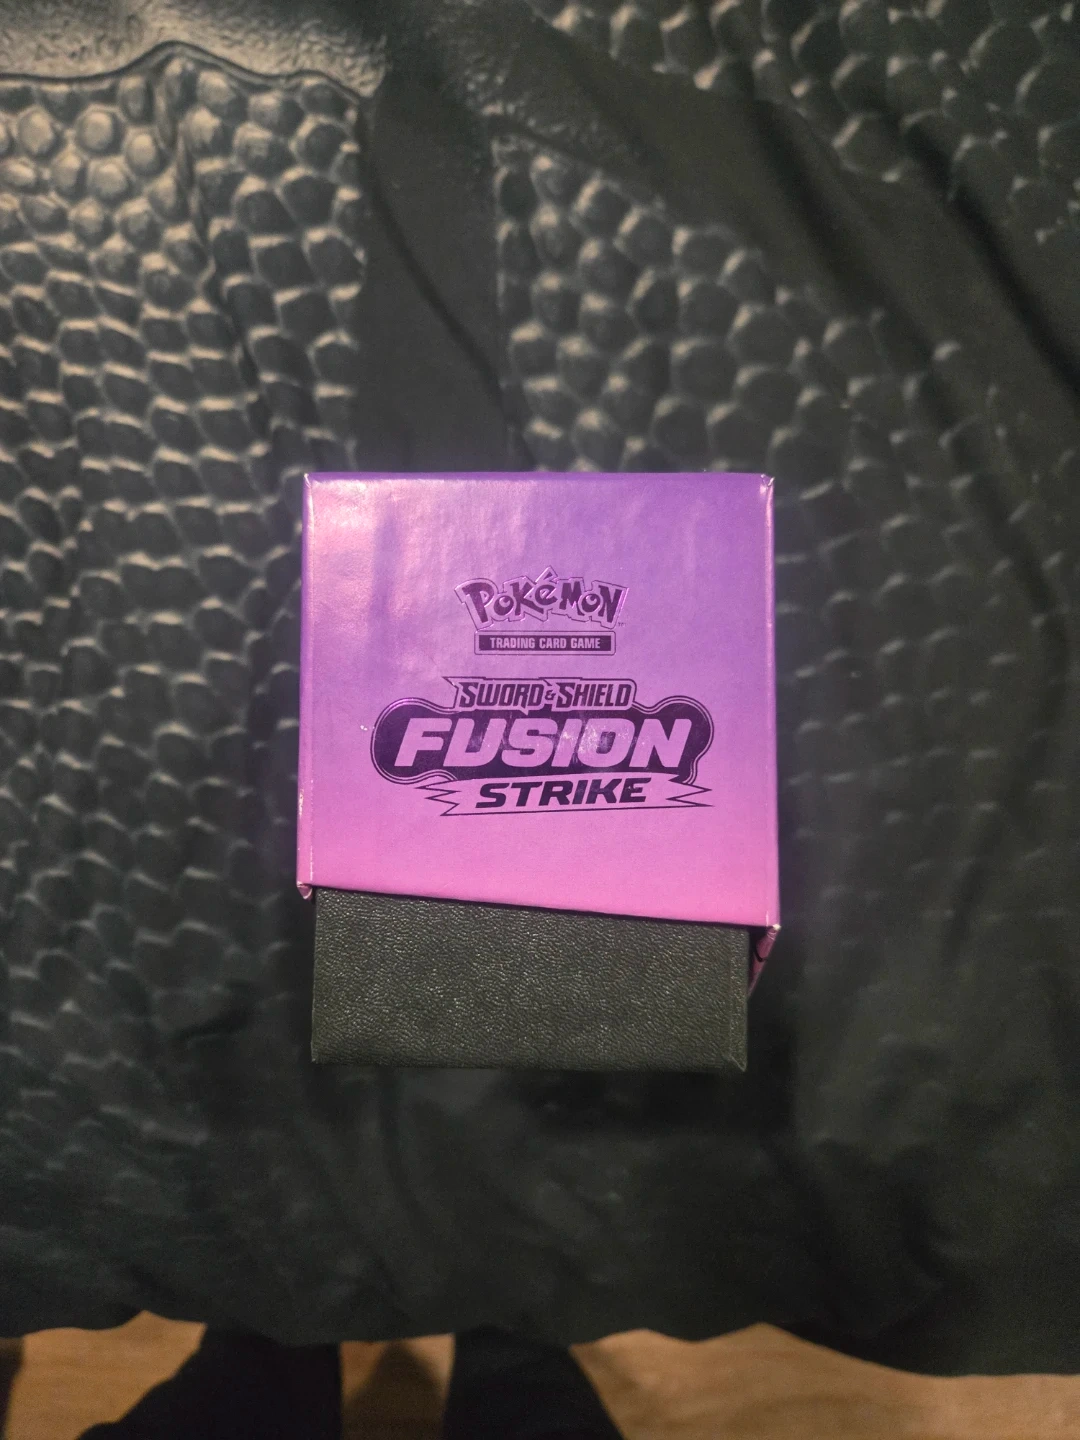 Pokémon
TRADING CARD GAME
SWORD & SHIELD
FUSION
STRIKE